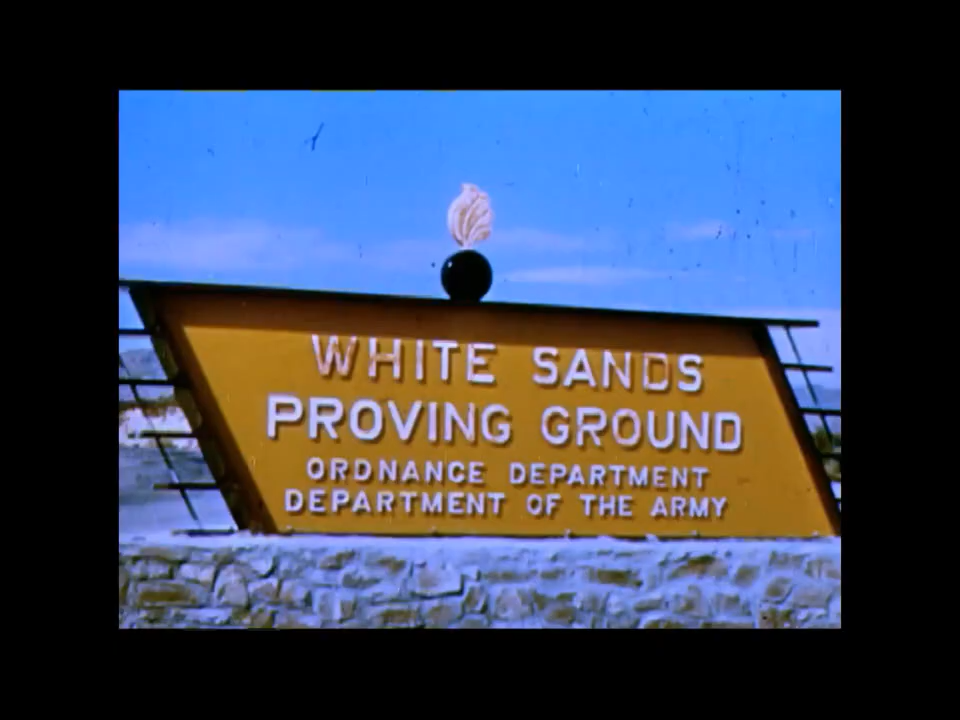 WHITE SANDS
PROVING GROUND
ORDNANCE DEPARTMENT
DEPARTMENT OF THE ARMY